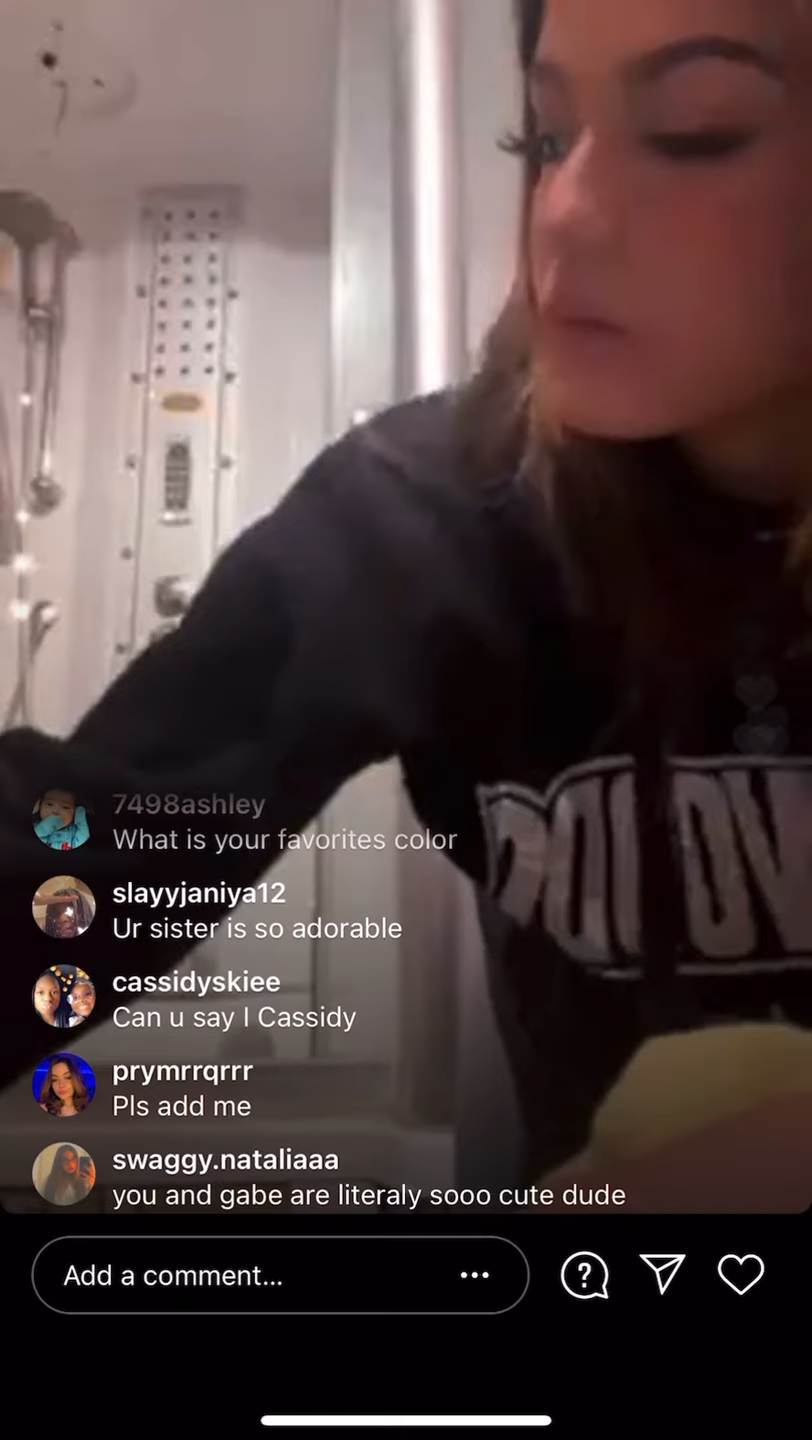 7498ashley
What is your favorites color
slayyjaniya12
Ur sister is so adorable
cassidyskiee
Can u say I Cassidy
prymrrqrrr
Pls add me
swaggy.nataliaaa
you and gabe are literaly sooo cute dude
Add a comment...